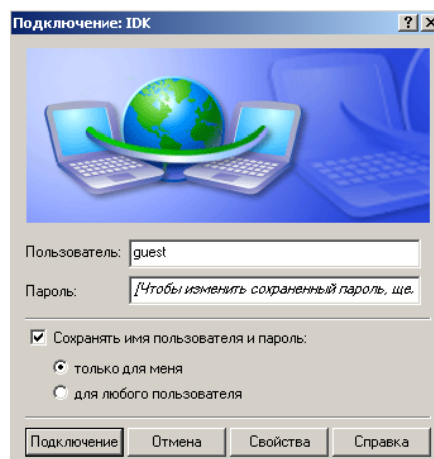 Подключение: IDK
Пользователь: guest
Пароль: [Чтобы изменить сохраненный пароль, ще.
Сохранять имя пользователя и пароль:
только для меня
для любого пользователя
Подключение Отмена Свойства Справка